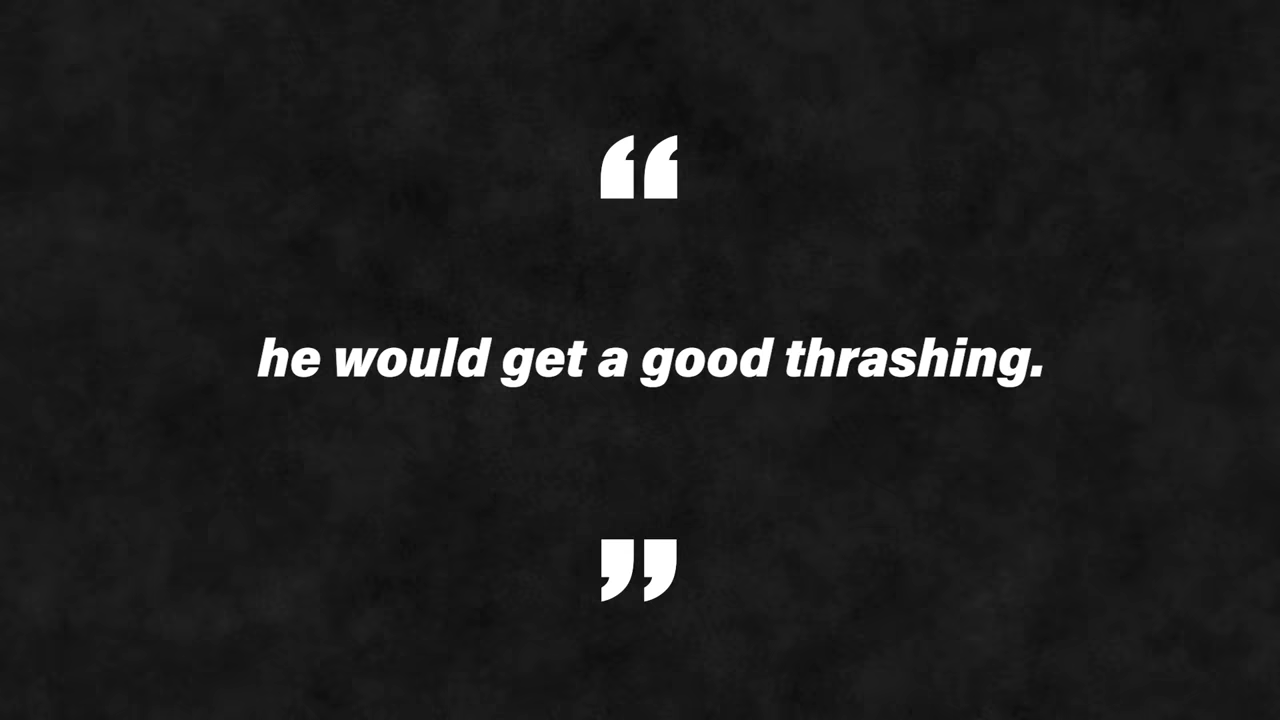 “
he would get a good thrashing.
”